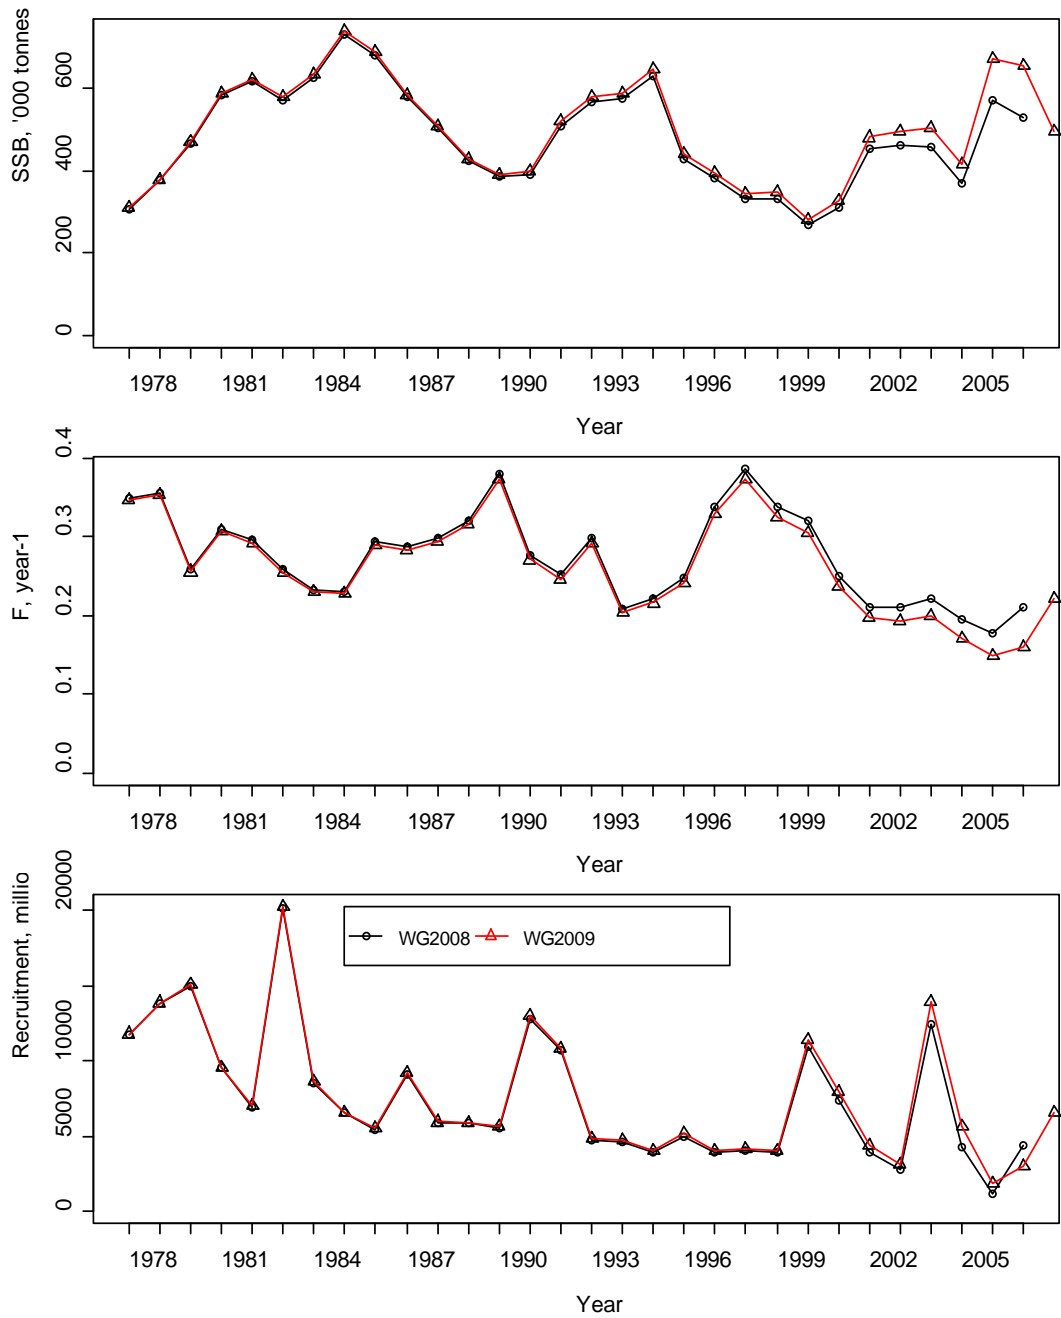 SSB, '000 tonnes
600
400
200
0
1978 1981 1984 1987 1990 1993 1996 1999 2002 2005
Year
F, year-1
0.4
0.3
0.2
0.1
0.0
1978 1981 1984 1987 1990 1993 1996 1999 2002 2005
Year
Recruitment, millio
20000
10000
5000
0
WG2008 WG2009
1978 1981 1984 1987 1990 1993 1996 1999 2002 2005
Year